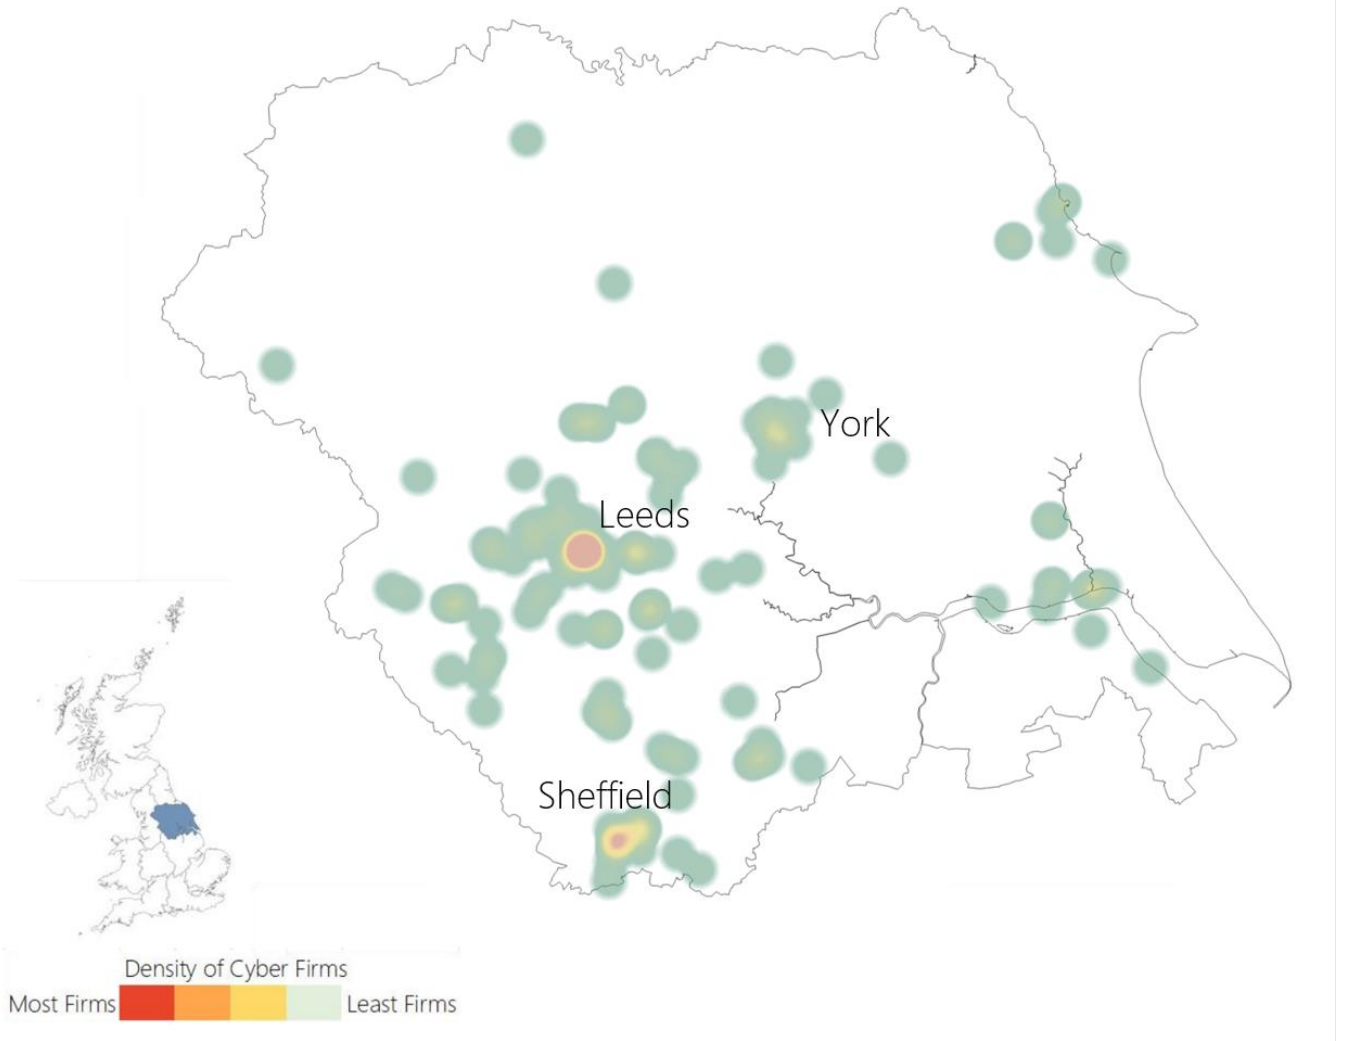 York
Leeds
Sheffield
Density of Cyber Firms
Most Firms
Least Firms